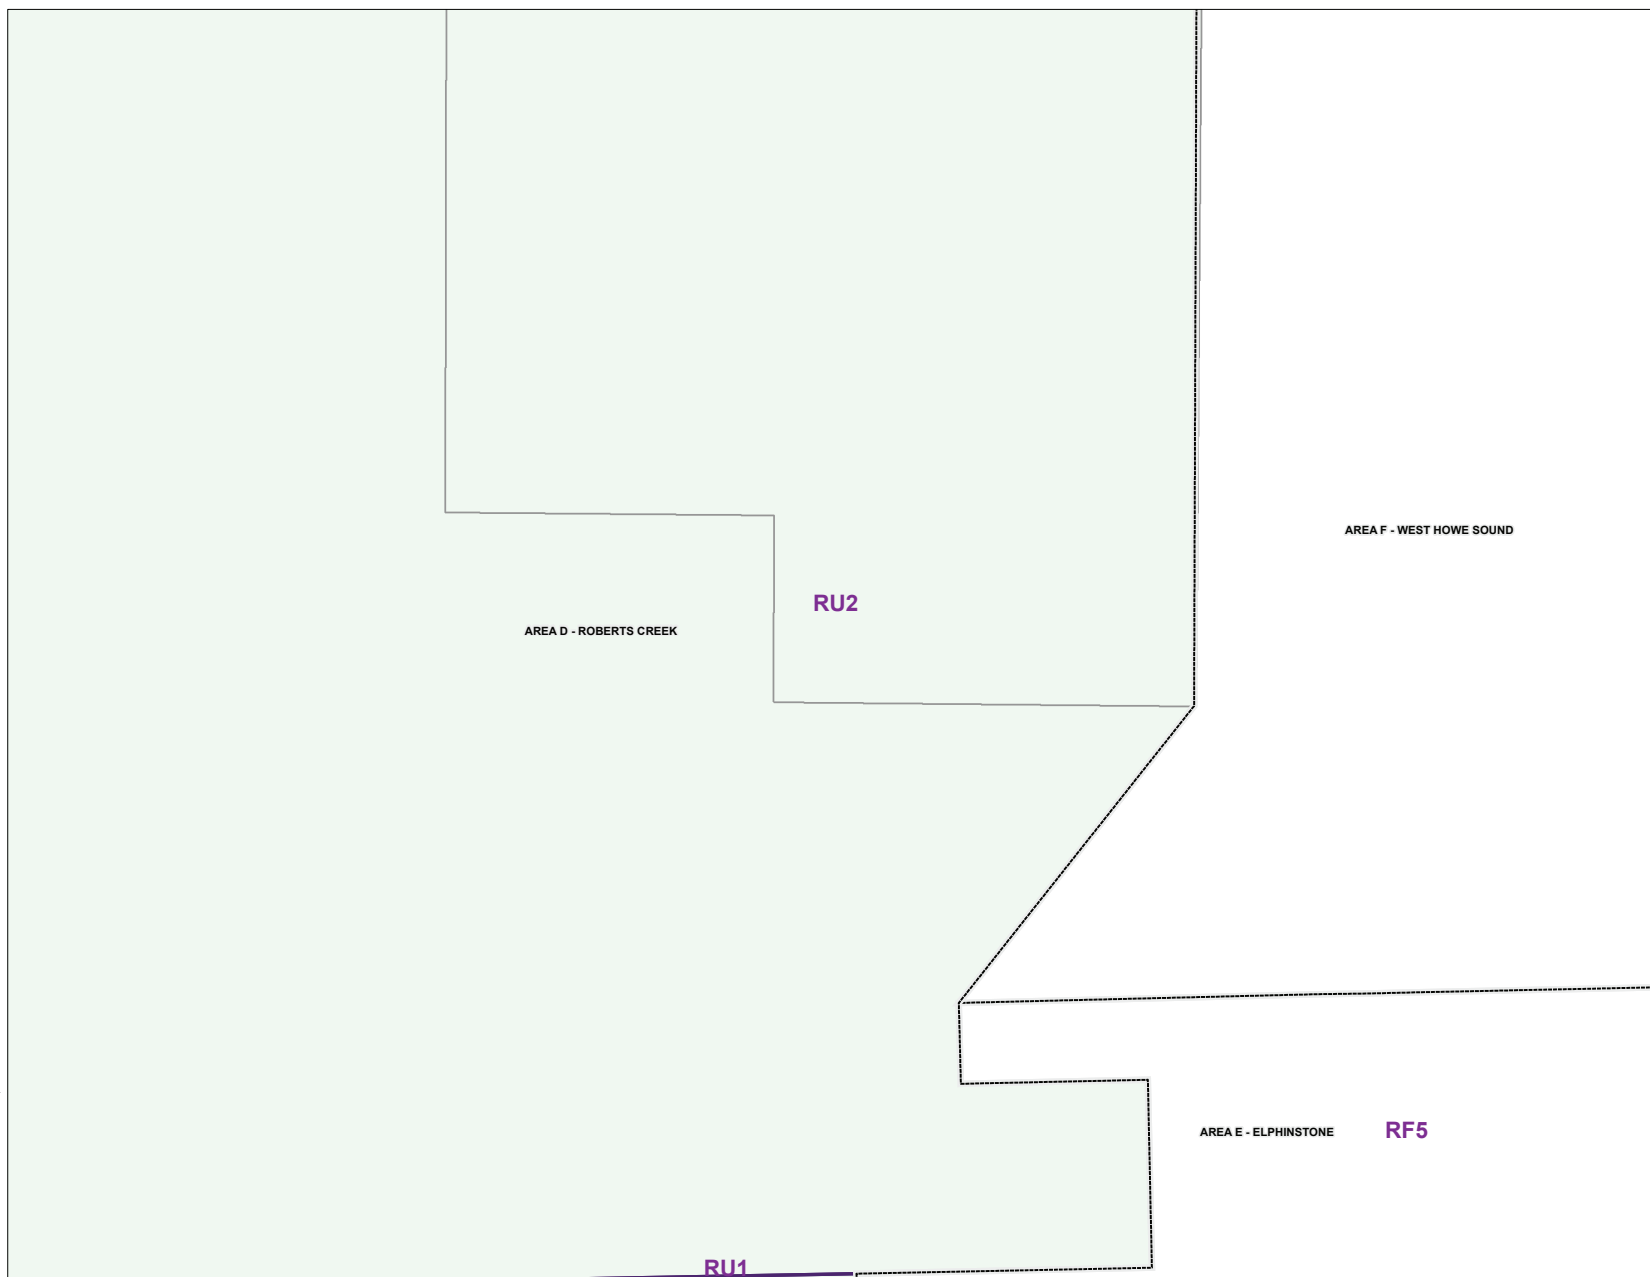 AREA F - WEST HOWE SOUND
RU2
AREA D - ROBERTS CREEK
AREA E - ELPHINSTONE
RF5
RU1